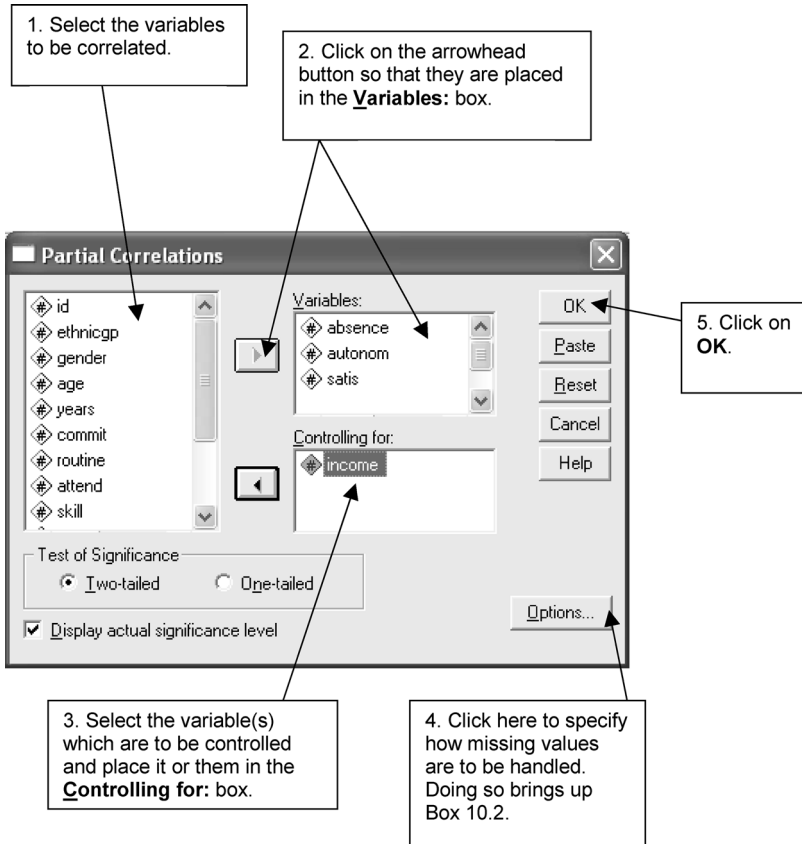 1. Select the variables
to be correlated.
2. Click on the arrowhead
button so that they are placed
in the Variables: box.
Partial Correlations
id
ethnicgp
gender
age
years
commit
routine
attend
skill
Variables:
absence
autonom
satis
Controlling for:
income
OK
Paste
Reset
Cancel
Help
5. Click on
OK.
Test of Significance
Two-tailed
One-tailed
Display actual significance level
Options...
3. Select the variable(s)
which are to be controlled
and place it or them in the
Controlling for: box.
4. Click here to specify
how missing values
are to be handled.
Doing so brings up
Box 10.2.